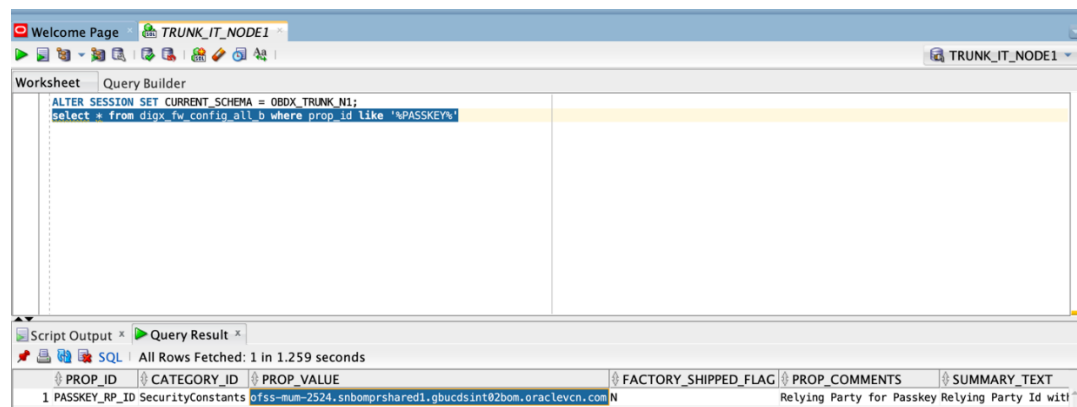 Welcome Page TRUNK_IT_NODE1
TRUNK_IT_NODE1
Worksheet Query Builder
ALTER SESSION SET CURRENT_SCHEMA = OBDX_TRUNK_N1;
select * from digx_fw_config_all_b where prop_id like '%PASSKEY%'
Script Output Query Result
SQL All Rows Fetched: 1 in 1.259 seconds
PROP_ID CATEGORY_ID PROP_VALUE FACTORY_SHIPPED_FLAG PROP_COMMENTS SUMMARY_TEXT
1 PASSKEY_RP_ID SecurityConstants ofss-mum-2524.snbomprshared1.gbucdsint02bom.oraclevcn.com N Relying Party for Passkey Relying Party Id with